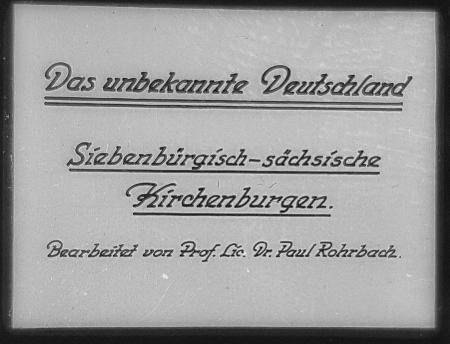 Das unbekannte Deutschland
Siebenbürgisch-sächsische
Kirchenburgen.
Bearbeitet von Prof. Lic. Dr. Paul Rohrbach.